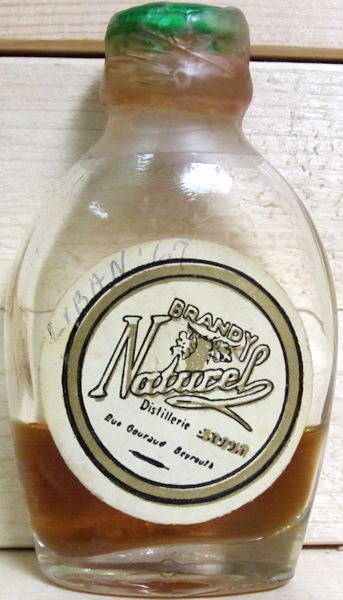 LIBAN '67
BRANDY
Naturel
Distillerie
Rue Gouraud Beyrouth